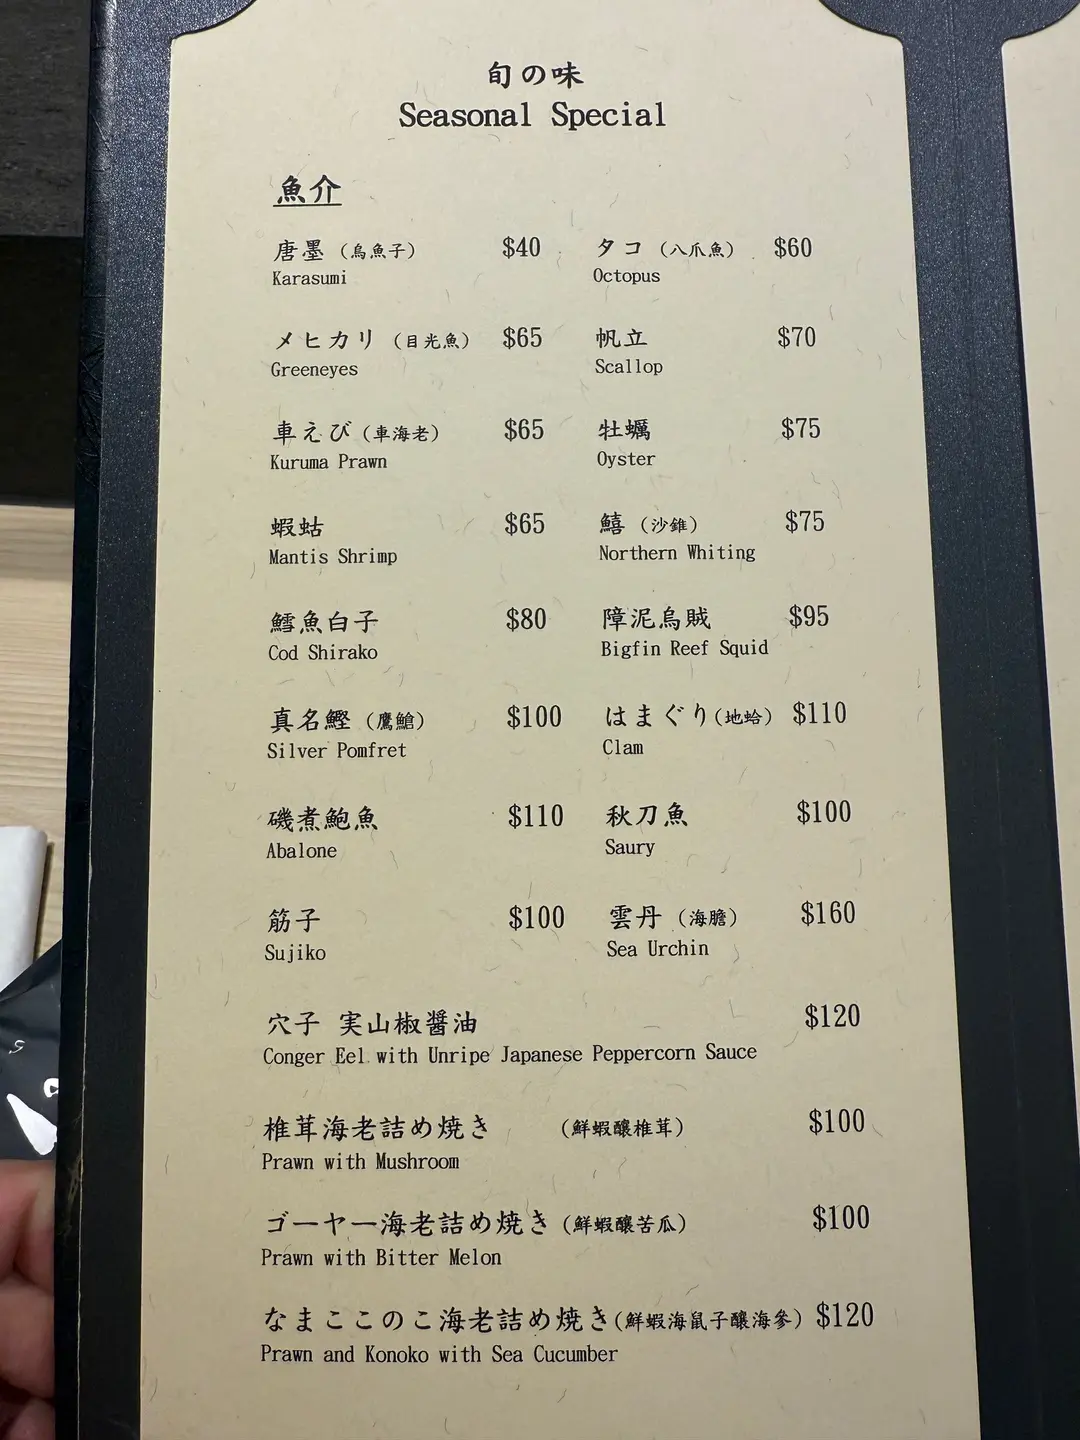 旬の味
Seasonal Special
魚介
唐墨 (烏魚子) $40 タコ (八爪魚) $60
Karasumi Octopus
メヒカリ (目光魚) $65 帆立 $70
Greeneyes Scallop
車えび (車海老) $65 牡蠣 $75
Kuruma Prawn Oyster
蝦蛄 $65 鱚 (沙錐) $75
Mantis Shrimp Northern Whiting
鱈魚白子 $80 障泥烏賊 $95
Cod Shirako Bigfin Reef Squid
真名鰹 (鷹鯧) $100 はまぐり(地蛤) $110
Silver Pomfret Clam
磯煮鮑魚 $110 秋刀魚 $100
Abalone Saury
筋子 $100 雲丹 (海膽) $160
Sujiko Sea Urchin
穴子 実山椒醤油 $120
Conger Eel with Unripe Japanese Peppercorn Sauce
椎茸海老詰め焼き (鮮蝦釀椎茸) $100
Prawn with Mushroom
ゴーヤー海老詰め焼き (鮮蝦釀苦瓜) $100
Prawn with Bitter Melon
なまここのこ海老詰め焼き(鮮蝦海鼠子釀海參) $120
Prawn and Konoko with Sea Cucumber